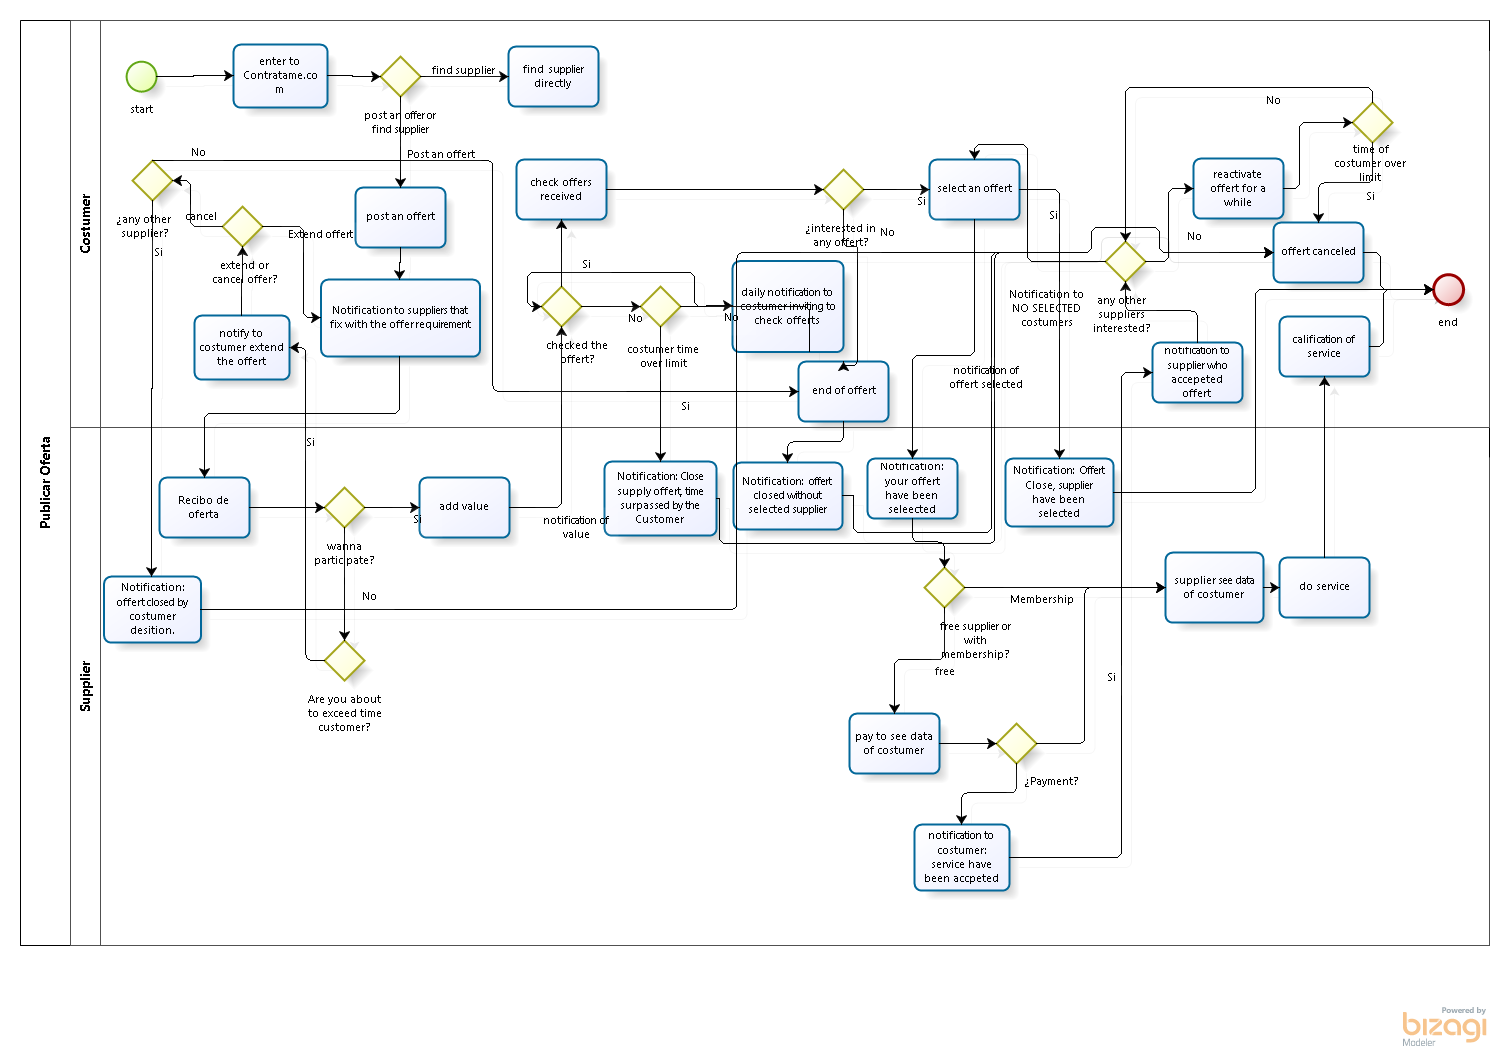 Publicar Oferta
Costumer
Supplier
start
enter to
Contratame.co
m
find supplier
find supplier
directly
post an offer or
find supplier
Post an offert
No
¿any other
supplier?
Si
cancel
extend or
cancel offer?
Extend offert
post an offert
Notification to suppliers that
fix with the offer requirement
notify to
costumer extend
the offert
check offers
received
Si
checked the
offert?
No
costumer time
over limit
No
daily notification to
costumer inviting to
check offerts
¿interested in
any offert?
No
Si
select an offert
Si
end of offert
Si
notification of
offert selected
Notification to
NO SELECTED
costumers
any other
suppliers
interested?
No
No
reactivate
offert for a
while
time of
costumer over
limit
Si
offert canceled
end
calification of
service
notification to
supplier who
accepeted
offert
Si
Recibo de
oferta
wanna
participate?
Si
add value
notification of
value
Notification: Close
supply offert, time
surpassed by the
Customer
Notification: offert
closed without
selected supplier
Notification:
your offert
have been
seleected
Notification: Offert
Close, supplier
have been
selected
Notification:
offert closed by
costumer
desition.
No
Are you about
to exceed time
customer?
Membership
free supplier or
with
membership?
free
supplier see data
of costumer
do service
Si
pay to see data
of costumer
¿Payment?
notification to
costumer:
service have
been accpeted
Powered by
bizagi
Modeler